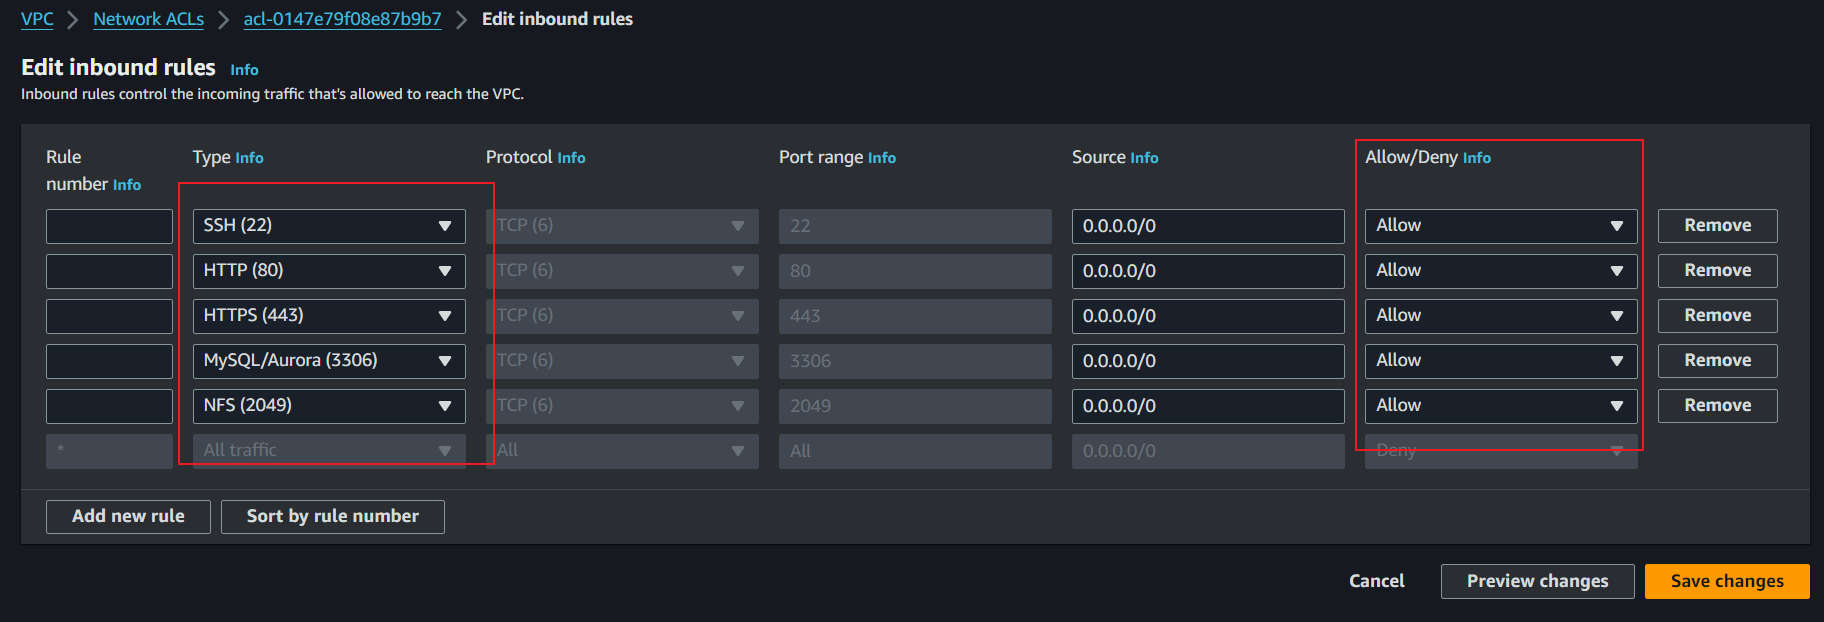 VPC > Network ACLs > acl-0147e79f08e87b9b7 > Edit inbound rules
Edit inbound rules Info
Inbound rules control the incoming traffic that's allowed to reach the VPC.
Rule number Info Type Info Protocol Info Port range Info Source Info Allow/Deny Info
SSH (22) TCP (6) 22 0.0.0.0/0 Allow Remove
HTTP (80) TCP (6) 80 0.0.0.0/0 Allow Remove
HTTPS (443) TCP (6) 443 0.0.0.0/0 Allow Remove
MySQL/Aurora (3306) TCP (6) 3306 0.0.0.0/0 Allow Remove
NFS (2049) TCP (6) 2049 0.0.0.0/0 Allow Remove
* All traffic All All 0.0.0.0/0 Deny
Add new rule Sort by rule number
Cancel Preview changes Save changes